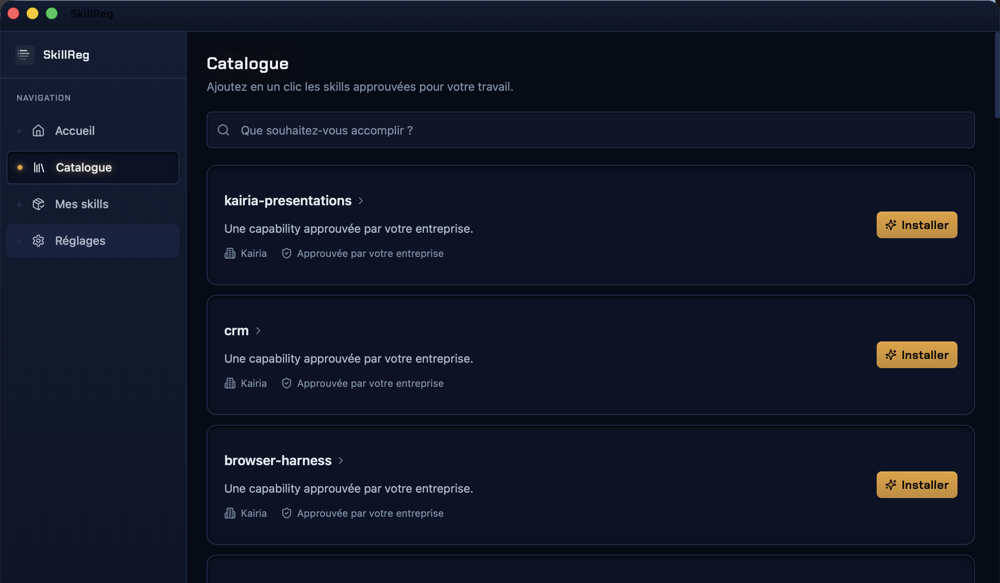 SkillReg
SkillReg
NAVIGATION
Accueil
Catalogue
Mes skills
Réglages
Catalogue
Ajoutez en un clic les skills approuvées pour votre travail.
Que souhaitez-vous accomplir ?
kairia-presentations
Une capability approuvée par votre entreprise.
Kairia Approuvée par votre entreprise
Installer
crm
Une capability approuvée par votre entreprise.
Kairia Approuvée par votre entreprise
Installer
browser-harness
Une capability approuvée par votre entreprise.
Kairia Approuvée par votre entreprise
Installer